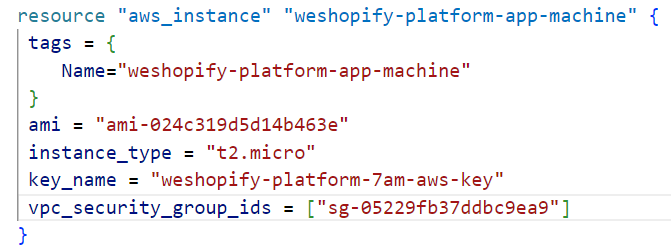 resource "aws_instance" "weshopify-platform-app-machine" {
tags = {
Name="weshopify-platform-app-machine"
}
ami = "ami-024c319d5d14b463e"
instance_type = "t2.micro"
key_name = "weshopify-platform-7am-aws-key"
vpc_security_group_ids = ["sg-05229fb37ddbc9ea9"]
}